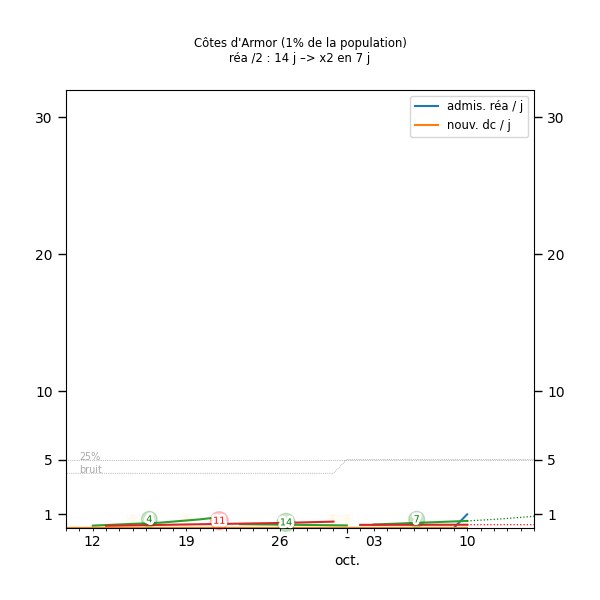 Côtes d'Armor (1% de la population)
réa /2 : 14 j –> x2 en 7 j
admis. réa / j
nouv. dc / j
30 30
20 20
10 10
5 25% 5
bruit
1 4 11 14 7 1
12 19 26 - 03 10
oct.